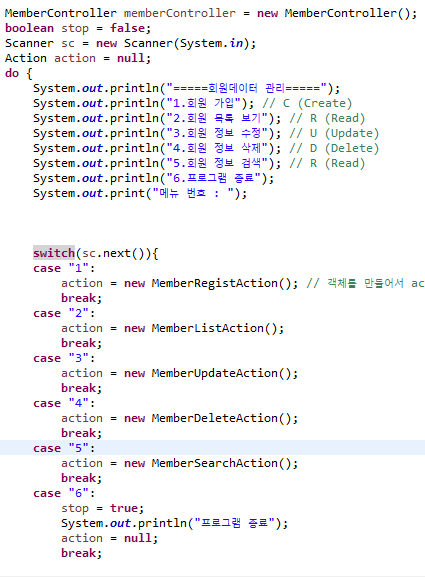 MemberController memberController = new MemberController();
boolean stop = false;
Scanner sc = new Scanner(System.in);
Action action = null;
do {
System.out.println("=====회원데이터 관리=====");
System.out.println("1.회원 가입"); // C (Create)
System.out.println("2.회원 목록 보기"); // R (Read)
System.out.println("3.회원 정보 수정"); // U (Update)
System.out.println("4.회원 정보 삭제"); // D (Delete)
System.out.println("5.회원 정보 검색"); // R (Read)
System.out.println("6.프로그램 종료");
System.out.print("메뉴 번호 : ");
switch(sc.next()){
case "1":
action = new MemberRegistAction(); // 객체를 만들어서 ac
break;
case "2":
action = new MemberListAction();
break;
case "3":
action = new MemberUpdateAction();
break;
case "4":
action = new MemberDeleteAction();
break;
case "5":
action = new MemberSearchAction();
break;
case "6":
stop = true;
System.out.println("프로그램 종료");
action = null;
break;